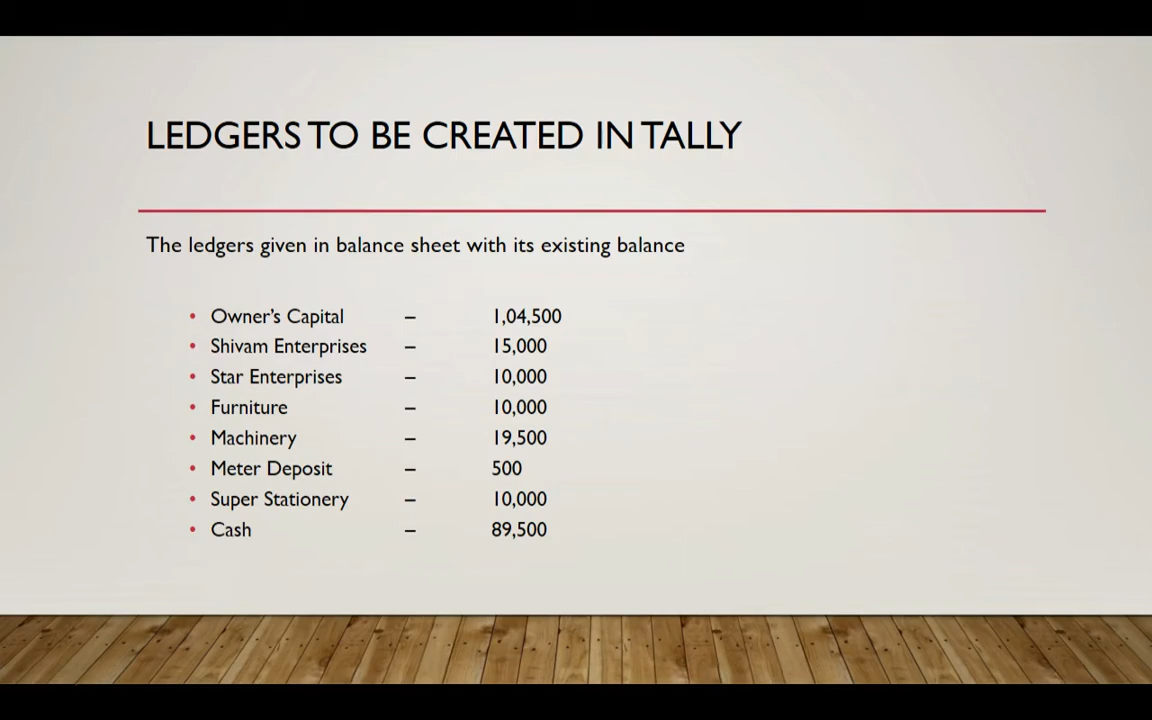 LEDGERS TO BE CREATED IN TALLY
The ledgers given in balance sheet with its existing balance
• Owner's Capital – 1,04,500
• Shivam Enterprises – 15,000
• Star Enterprises – 10,000
• Furniture – 10,000
• Machinery – 19,500
• Meter Deposit – 500
• Super Stationery – 10,000
• Cash – 89,500